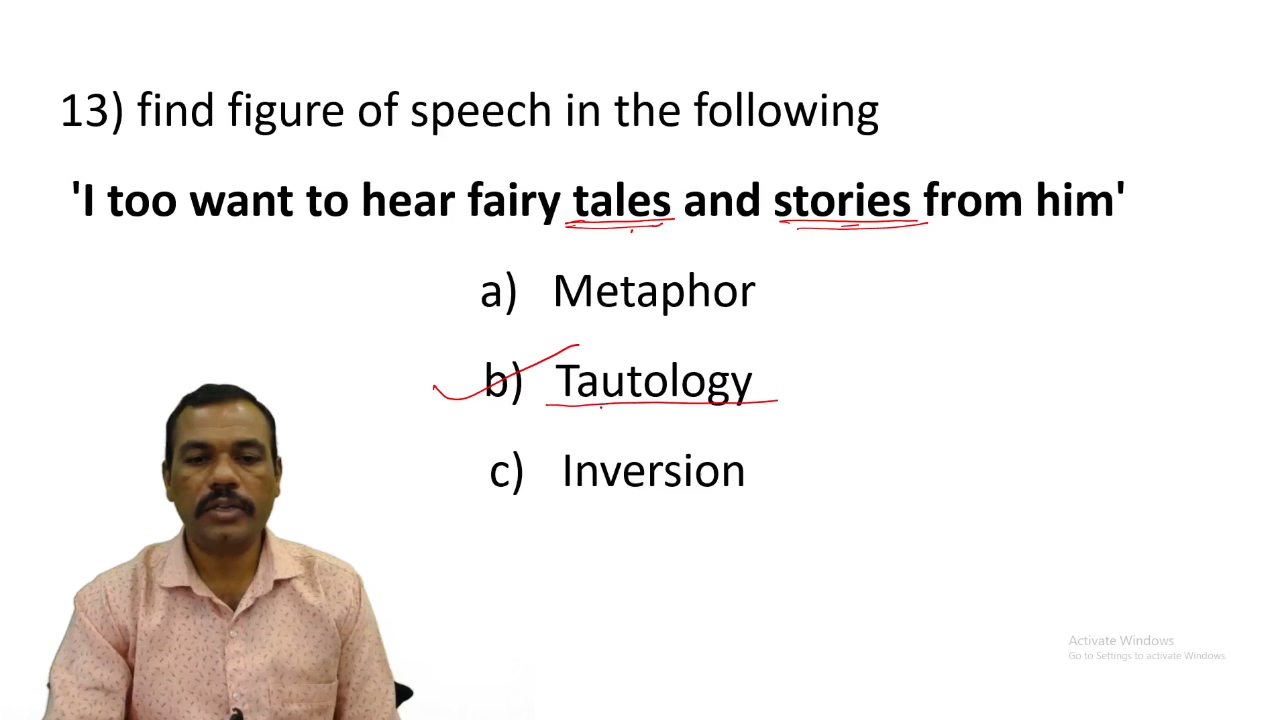 13) find figure of speech in the following
'I too want to hear fairy tales and stories from him'
a) Metaphor
b) Tautology
c) Inversion
Activate Windows
Go to Settings to activate Windows.